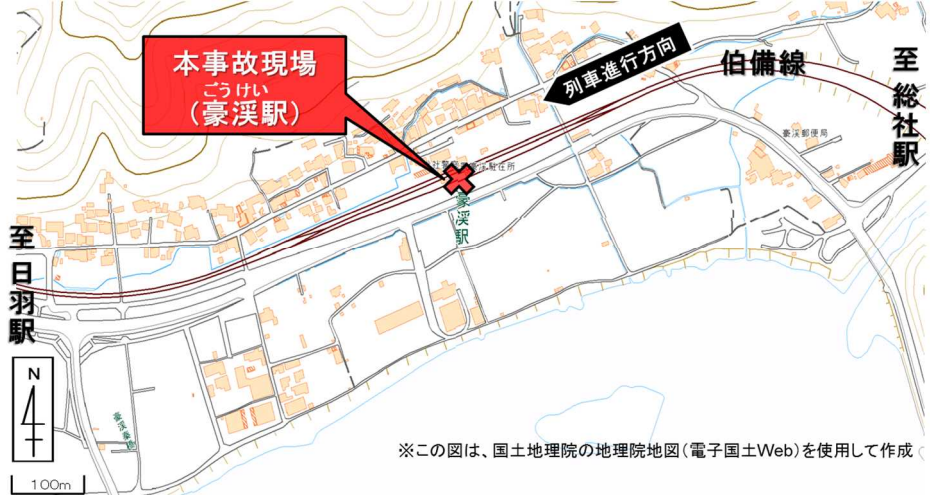 本事故現場
ごうけい
(豪渓駅)
列車進行方向
伯備線
至総社駅
豪渓郵便局
豪渓駅
至日羽駅
N
100m
※この図は、国土地理院の地理院地図(電子国土Web)を使用して作成